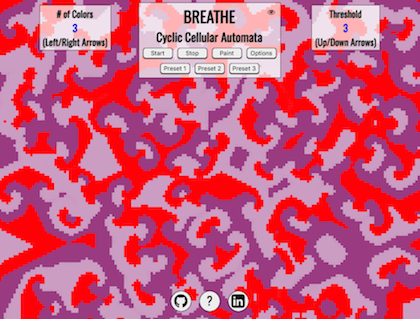 # of Colors
3
(Left/Right Arrows)
BREATHE
Cyclic Cellular Automata
Start Stop Paint Options
Preset 1 Preset 2 Preset 3
Threshold
3
(Up/Down Arrows)
? in